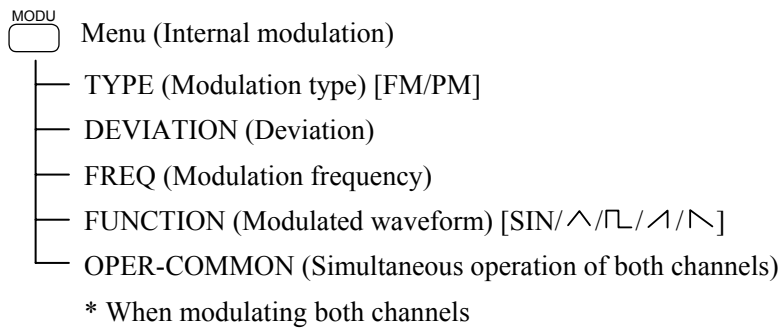 MODU
Menu (Internal modulation)
TYPE (Modulation type) [FM/PM]
DEVIATION (Deviation)
FREQ (Modulation frequency)
FUNCTION (Modulated waveform) [SIN/ / / / ]
OPER-COMMON (Simultaneous operation of both channels)
* When modulating both channels